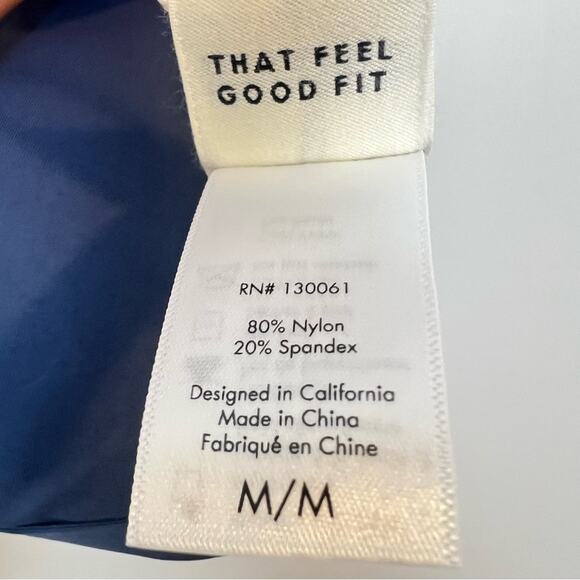 THAT FEEL
GOOD FIT
RN# 130061
80% Nylon
20% Spandex
Designed in California
Made in China
Fabriqué en Chine
M/M